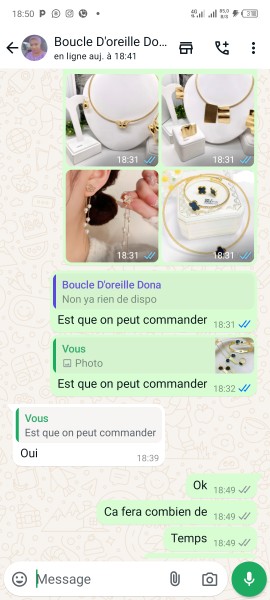 18:50
Boucle D'oreille Do...
en ligne auj. à 18:41
18:31
18:31
18:31
18:31
Boucle D'oreille Dona
Non ya rien de dispo
Est que on peut commander 18:31
Vous
Photo
Est que on peut commander 18:32
Vous
Est que on peut commander
Oui
18:39
Ok 18:49
Ca fera combien de 18:49
Temps 18:49
Message